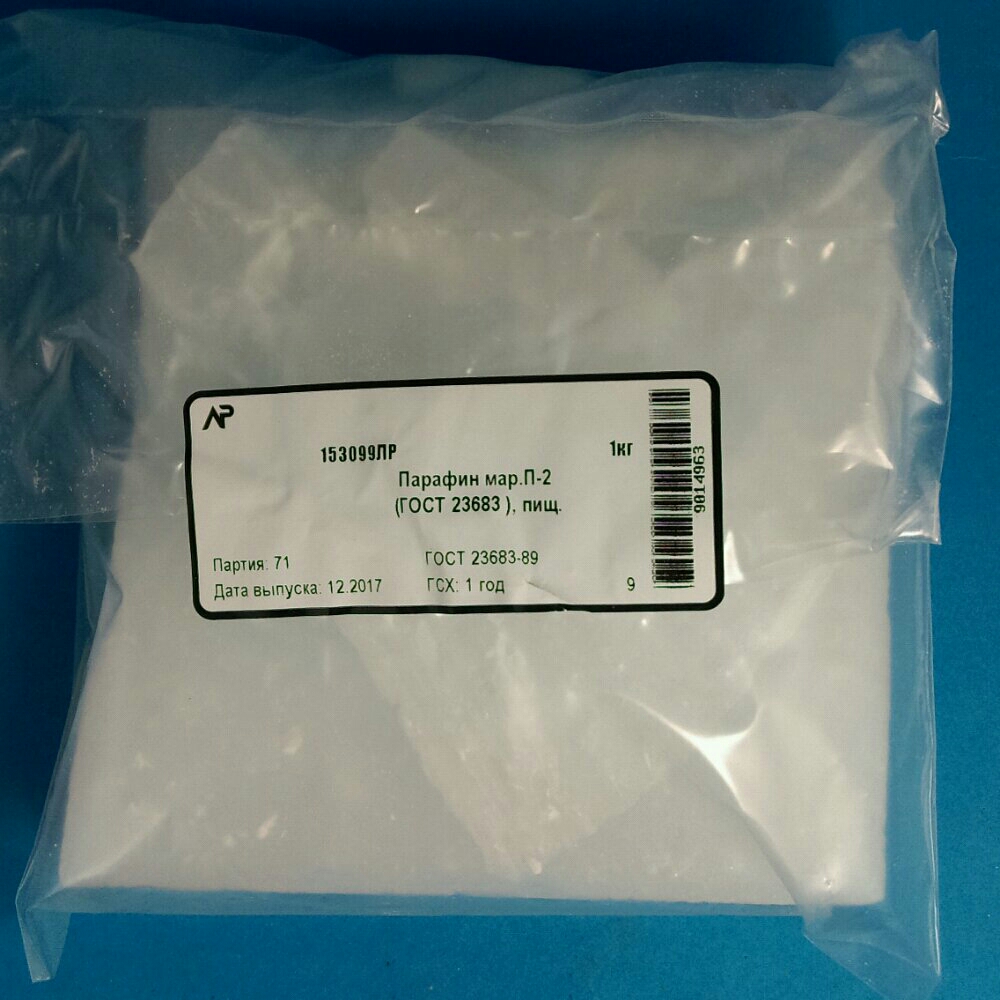 ЛР
153099ЛР 1кг
Парафин мар.П-2
(ГОСТ 23683 ), пищ.
Партия: 71 ГОСТ 23683-89
Дата выпуска: 12.2017 ГСХ: 1 год 9
9014963